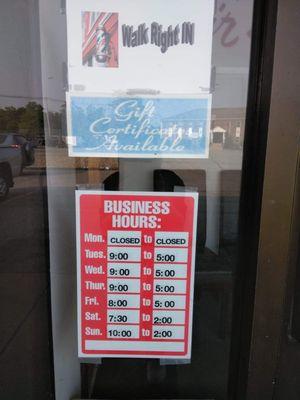 Walk Right IN
Gift
Certificates
Available
BUSINESS
HOURS:
Mon. CLOSED to CLOSED
Tues. 9:00 to 5:00
Wed. 9:00 to 5:00
Thur. 9:00 to 5:00
Fri. 8:00 to 5:00
Sat. 7:30 to 2:00
Sun. 10:00 to 2:00